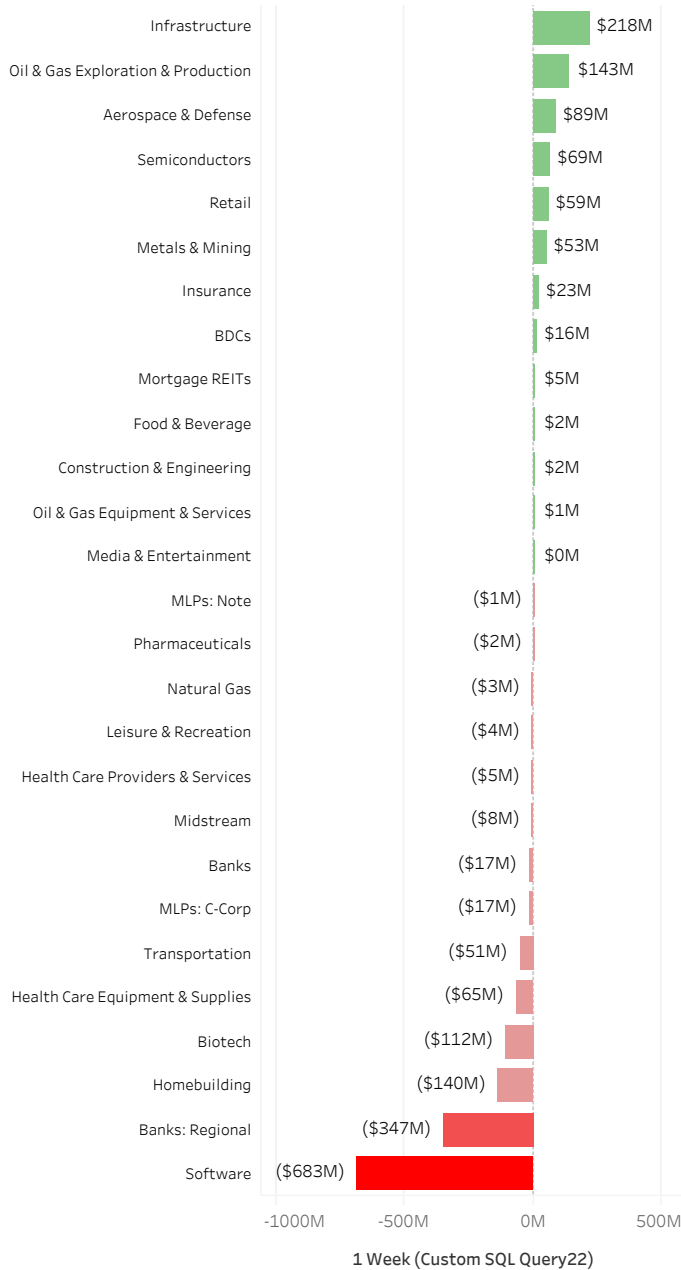 Infrastructure $218M
Oil & Gas Exploration & Production $143M
Aerospace & Defense $89M
Semiconductors $69M
Retail $59M
Metals & Mining $53M
Insurance $23M
BDCs $16M
Mortgage REITs $5M
Food & Beverage $2M
Construction & Engineering $2M
Oil & Gas Equipment & Services $1M
Media & Entertainment $0M
MLPs: Note ($1M)
Pharmaceuticals ($2M)
Natural Gas ($3M)
Leisure & Recreation ($4M)
Health Care Providers & Services ($5M)
Midstream ($8M)
Banks ($17M)
MLPs: C-Corp ($17M)
Transportation ($51M)
Health Care Equipment & Supplies ($65M)
Biotech ($112M)
Homebuilding ($140M)
Banks: Regional ($347M)
Software ($683M)
-1000M -500M 0M 500M
1 Week (Custom SQL Query22)